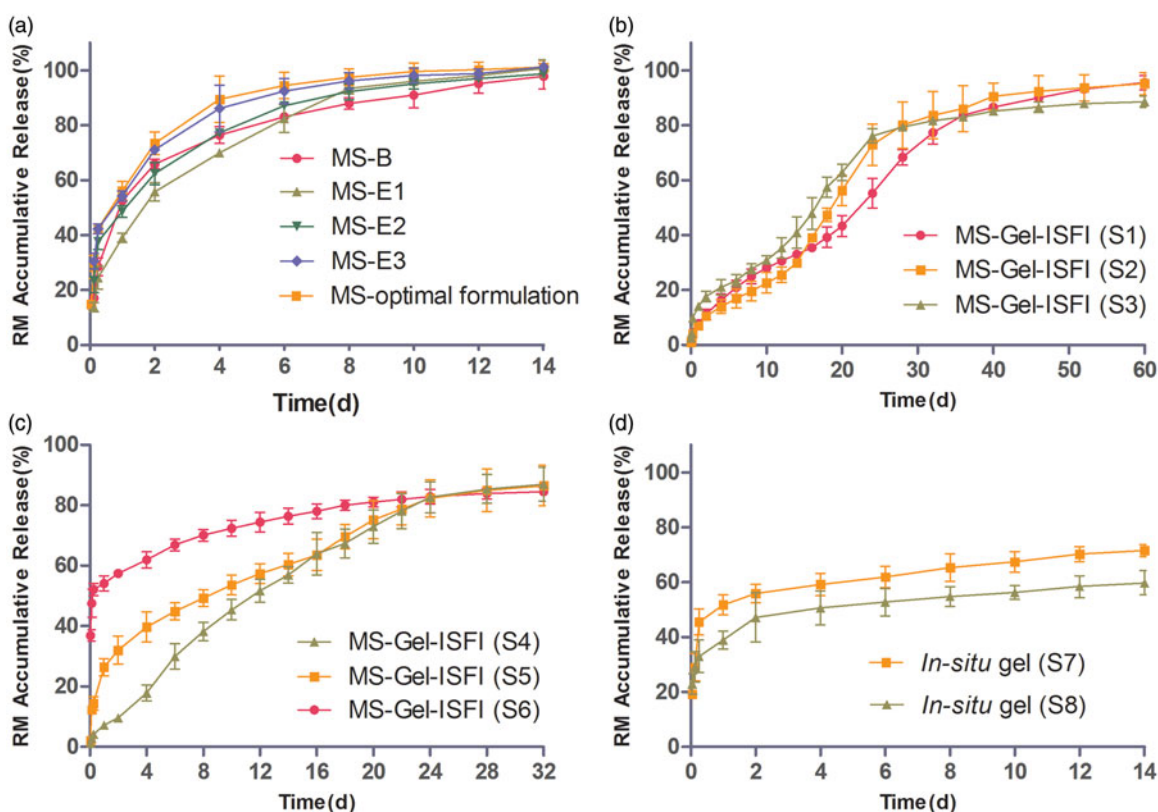 (a)
RM Accumulative Release(%)
100
80
60
40
20
0
MS-B
MS-E1
MS-E2
MS-E3
MS-optimal formulation
0 2 4 6 8 10 12 14
Time(d)
(b)
RM Accumulative Release(%)
100
80
60
40
20
0
MS-Gel-ISFI (S1)
MS-Gel-ISFI (S2)
MS-Gel-ISFI (S3)
0 10 20 30 40 50 60
Time(d)
(c)
RM Accumulative Release(%)
100
80
60
40
20
0
MS-Gel-ISFI (S4)
MS-Gel-ISFI (S5)
MS-Gel-ISFI (S6)
0 4 8 12 16 20 24 28 32
Time(d)
(d)
RM Accumulative Release(%)
100
80
60
40
20
0
In-situ gel (S7)
In-situ gel (S8)
0 2 4 6 8 10 12 14
Time(d)